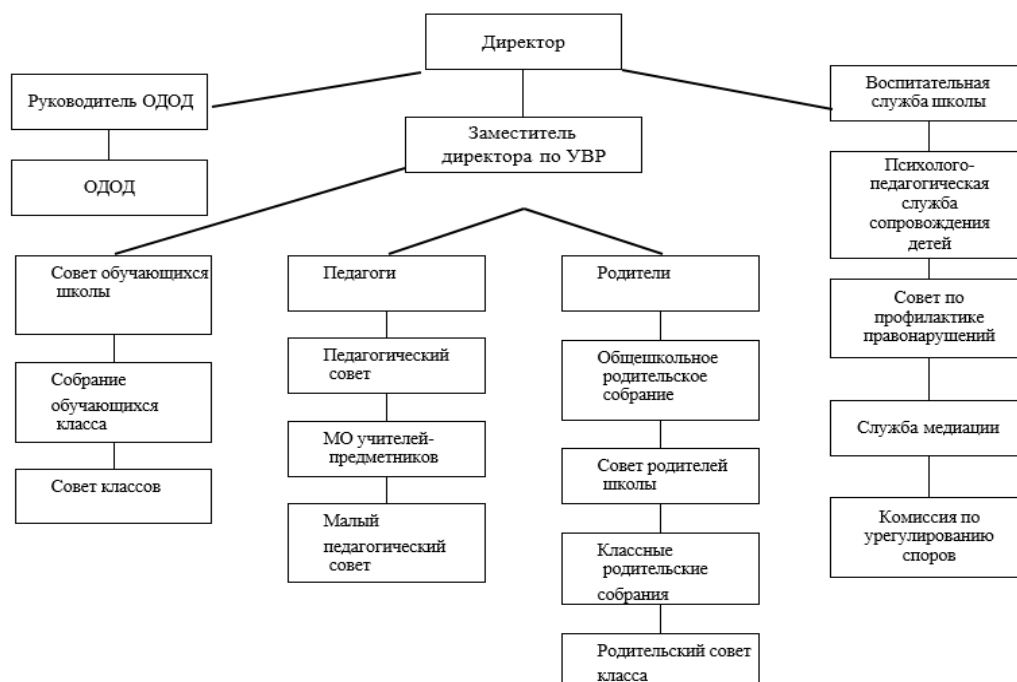 Директор
Руководитель ОДОД
Воспитательная
служба школы
Заместитель
директора по УВР
ОДОД
Психолого-
педагогическая
служба
сопровождения
детей
Совет обучающихся
школы
Педагоги
Родители
Совет по
профилактике
правонарушений
Собрание
обучающихся
класса
Педагогический
совет
Общешкольное
родительское
собрание
Служба медиации
Совет классов
МО учителей-
предметников
Совет родителей
школы
Малый
педагогический
совет
Классные
родительские
собрания
Комиссия по
урегулированию
споров
Родительский совет
класса